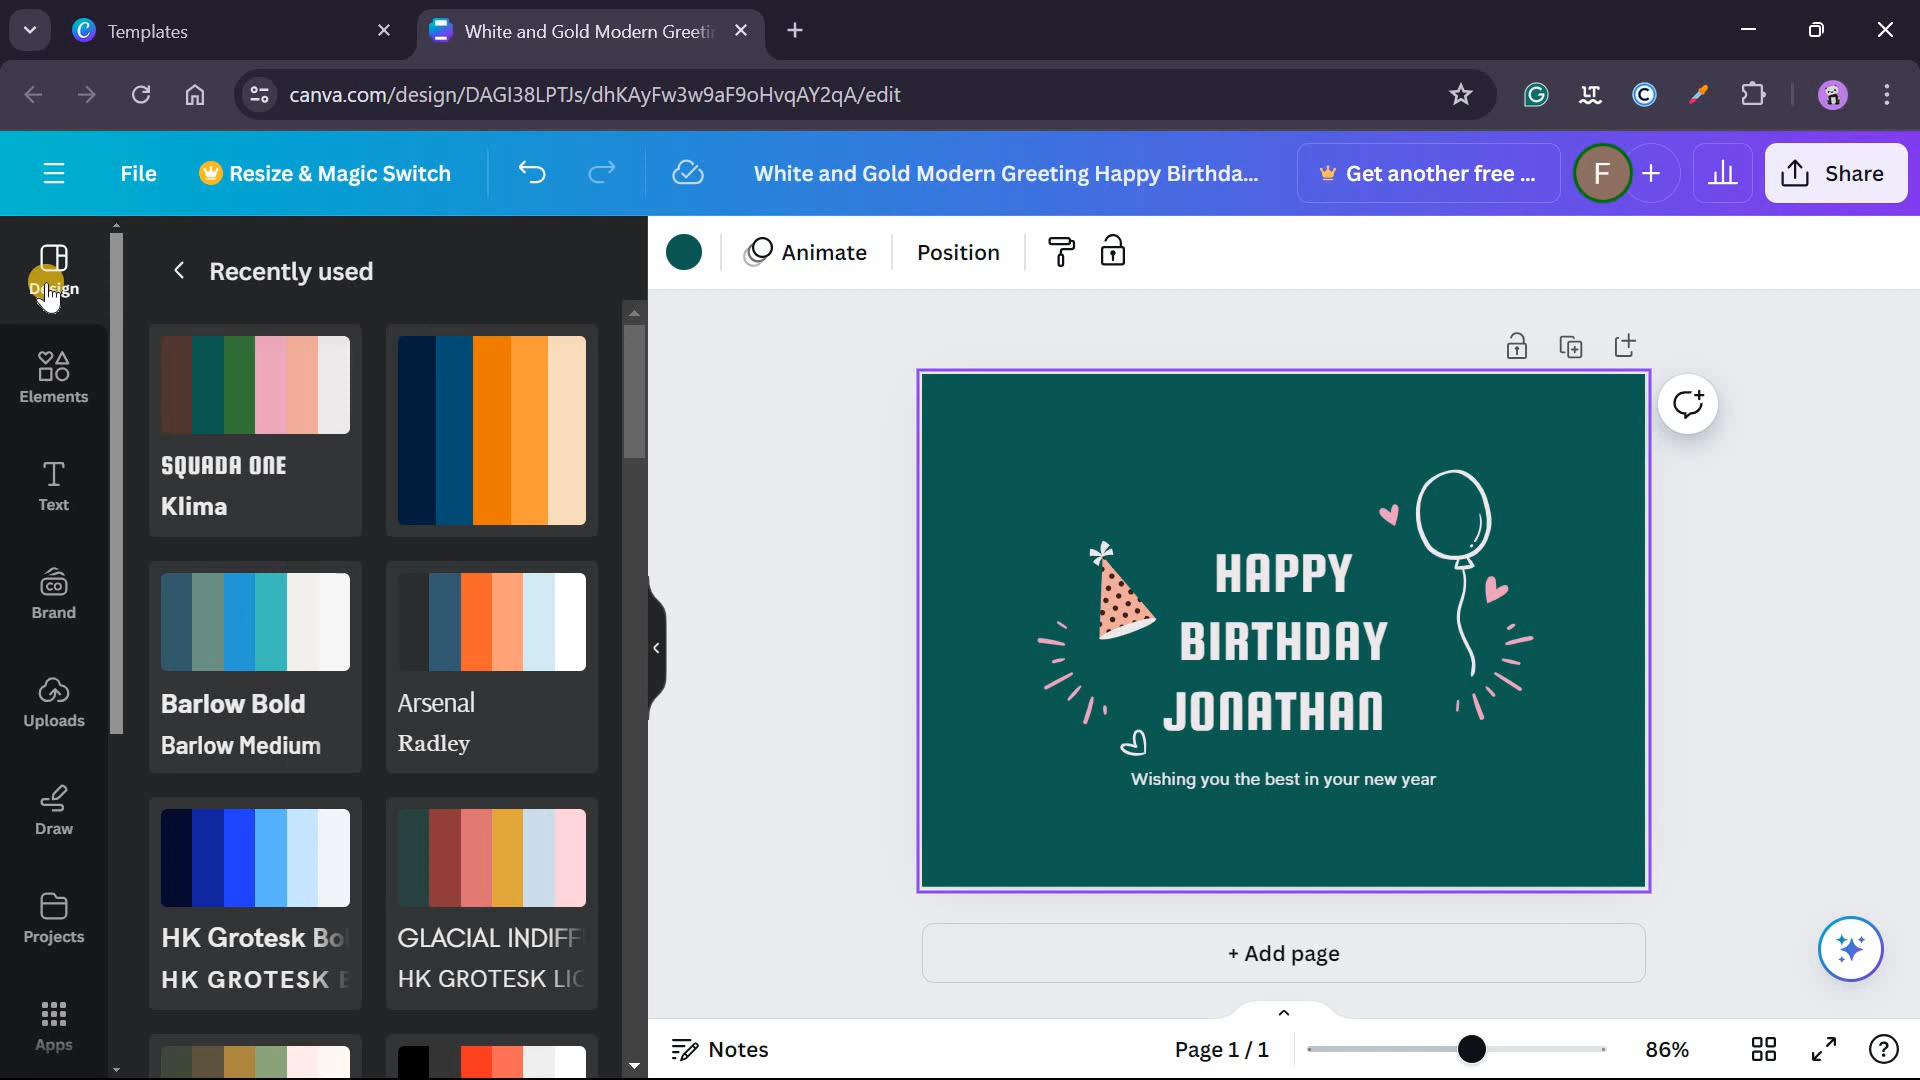 Templates
White and Gold Modern Greeti
canva.com/design/DAGI38LPTJs/dhKAyFw3w9aF9oHvqAY2qA/edit
File
Resize & Magic Switch
White and Gold Modern Greeting Happy Birthda...
Get another free ...
F
Share
Design
Elements
Text
Brand
Uploads
Draw
Projects
Apps
Recently used
SQUADA ONE
Klima
Barlow Bold
Barlow Medium
Arsenal
Radley
HK Grotesk Bo
HK GROTESK
GLACIAL INDIFF
HK GROTESK LIG
Animate
Position
HAPPY
BIRTHDAY
JONATHAN
Wishing you the best in your new year
+ Add page
Notes
Page 1 / 1
86%